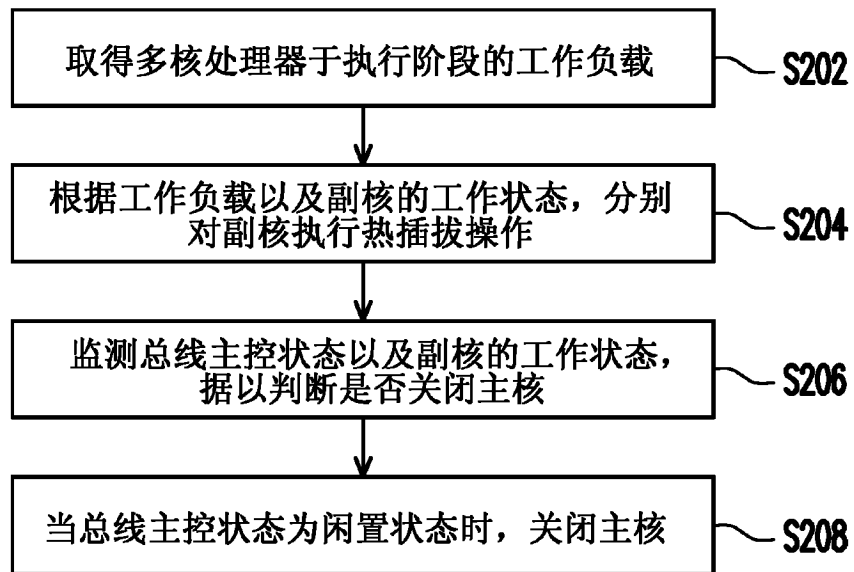 取得多核处理器于执行阶段的工作负载
S202
根据工作负载以及副核的工作状态，分别
对副核执行热插拔操作
S204
监测总线主控状态以及副核的工作状态，
据以判断是否关闭主核
S206
当总线主控状态为闲置状态时，关闭主核
S208